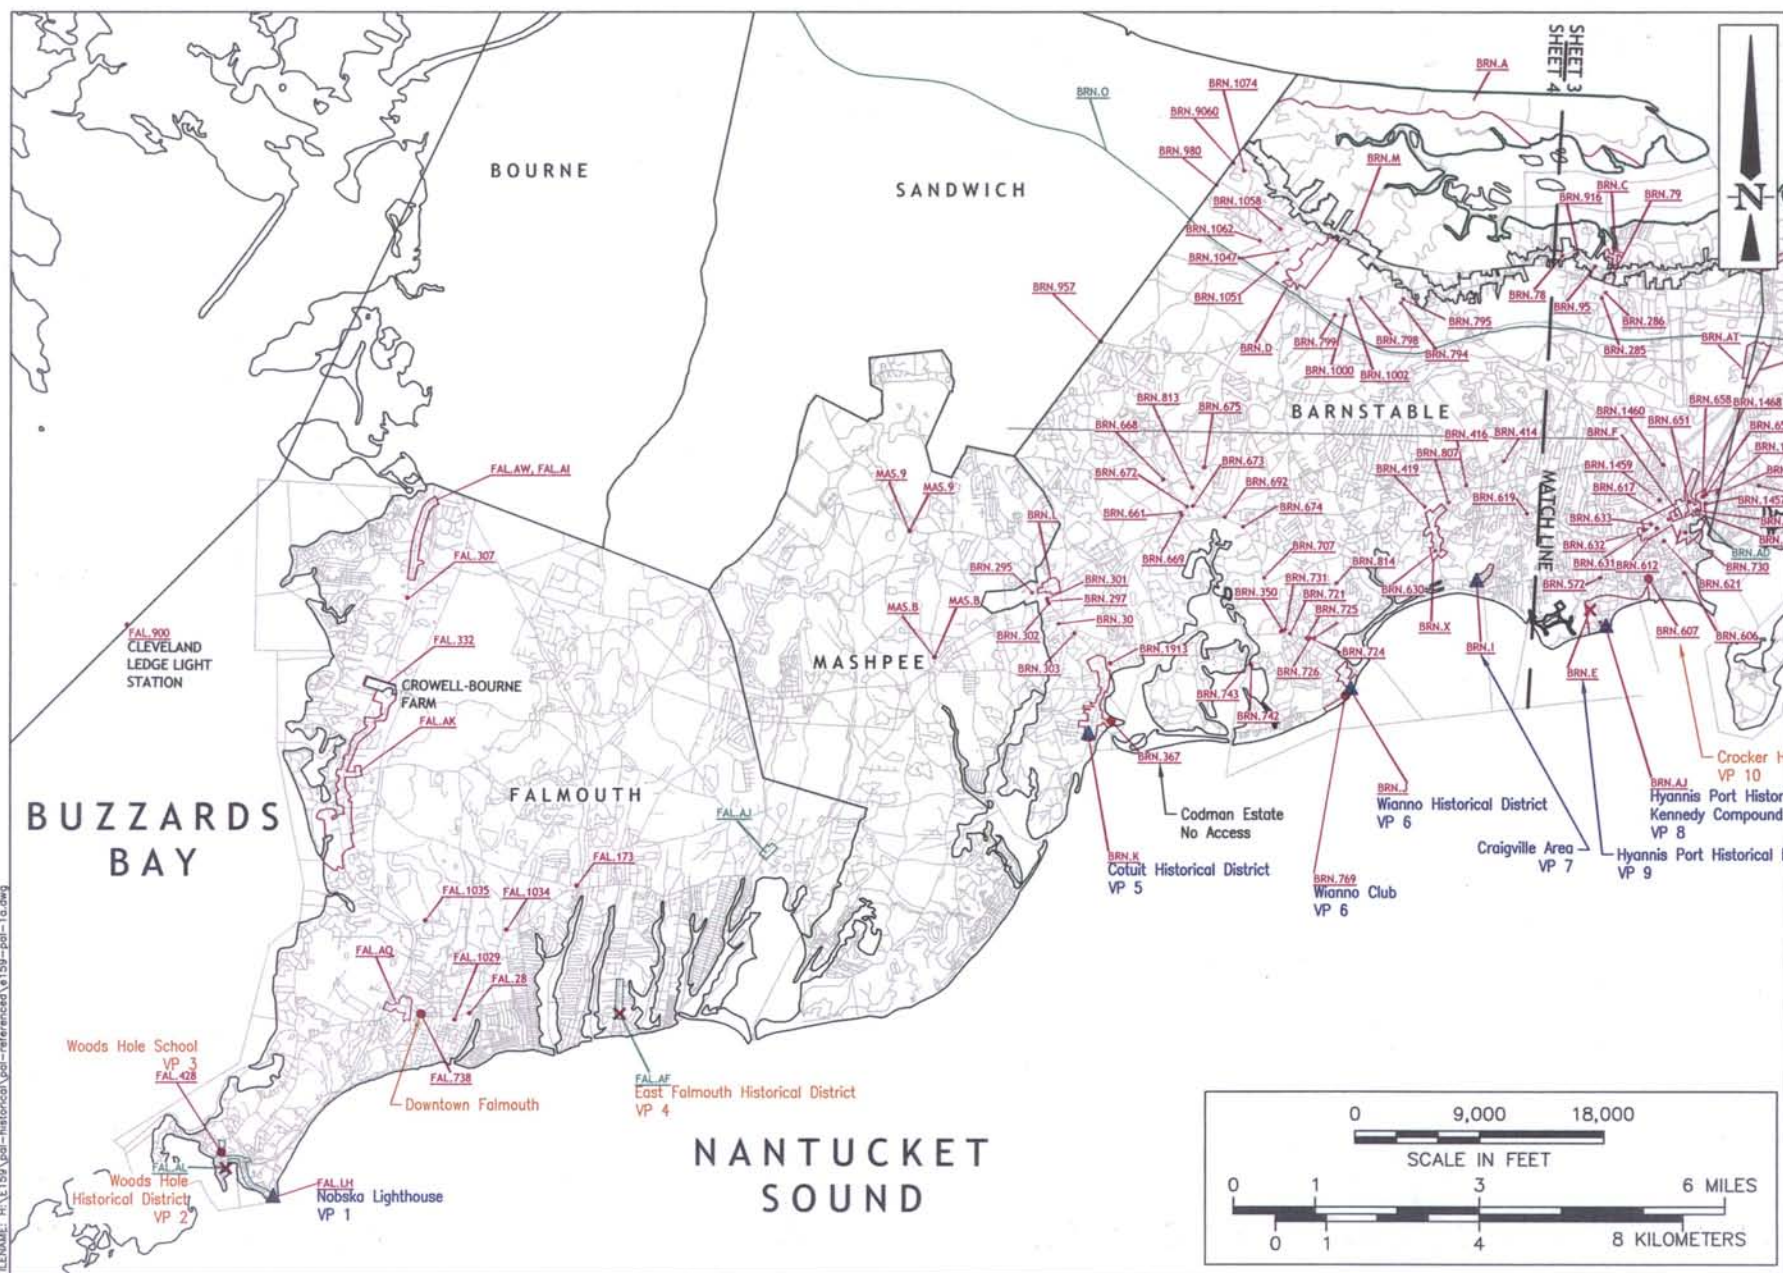 SHEET 3
SHEET 4
BRN.A
BRN.1074
BRN.O
BRN.9060
BRN.980
BRN.M
BOURNE
SANDWICH
N
BRN.916
BRN.C
BRN.79
BRN.1058
BRN.1062
BRN.1047
BRN.1051
BRN.957
BRN.78
BRN.95
BRN.286
BRN.285
BRN.795
BRN.D
BRN.799
BRN.798
BRN.794
BRN.1000
BRN.1002
BRN.AT
BARNSTABLE
BRN.813
BRN.675
BRN.668
BRN.672
BRN.673
BRN.692
BRN.661
BRN.674
BRN.669
BRN.416
BRN.414
BRN.419
BRN.807
BRN.619
MATCHLINE
BRN.1460
BRN.651
BRN.658
BRN.1468
BRN.F
BRN.1459
BRN.617
BRN.1457
BRN.633
BRN.632
BRN.631
BRN.612
BRN.572
BRN.AD
BRN.730
BRN.621
BRN.607
BRN.606
FAL.AW, FAL.AI
MAS.9
MAS.9
BRN.L
FAL.307
BRN.295
BRN.301
BRN.297
BRN.302
BRN.30
BRN.303
BRN.1913
MAS.B
MAS.B
MASHPEE
BRN.707
BRN.814
BRN.731
BRN.350
BRN.721
BRN.725
BRN.630
BRN.X
BRN.724
BRN.726
BRN.743
BRN.742
BRN.I
BRN.E
FAL.900
CLEVELAND
LEDGE LIGHT
STATION
FAL.332
CROWELL-BOURNE
FARM
FAL.AK
BUZZARDS
BAY
FALMOUTH
FAL.AJ
BRN.367
Codman Estate
No Access
BRN.K
Cotuit Historical District
VP 5
BRN.J
Wianno Historical District
VP 6
BRN.769
Wianno Club
VP 6
Craigville Area
VP 7
Crocker H
VP 10
BRN.AJ
Hyannis Port Histor
Kennedy Compound
VP 8
Hyannis Port Historical
VP 9
FAL.173
FAL.1035
FAL.1034
FAL.AQ
FAL.1029
FAL.28
Woods Hole School
VP 3
FAL.428
FAL.738
Downtown Falmouth
FAL.AF
East Falmouth Historical District
VP 4
FAL.AL
Woods Hole
Historical District
VP 2
FAL.LH
Nobska Lighthouse
VP 1
NANTUCKET
SOUND
0 9,000 18,000
SCALE IN FEET
0 1 3 6 MILES
0 1 4 8 KILOMETERS